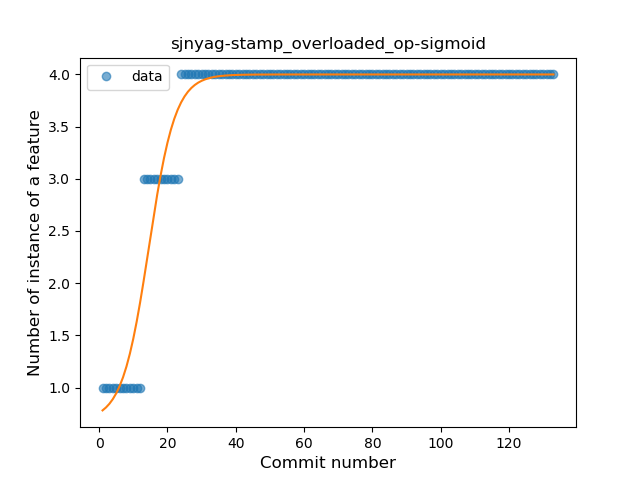 sjnyag-stamp_overloaded_op-sigmoid
data
Number of instance of a feature
4.0
3.5
3.0
2.5
2.0
1.5
1.0
0 20 40 60 80 100 120
Commit number